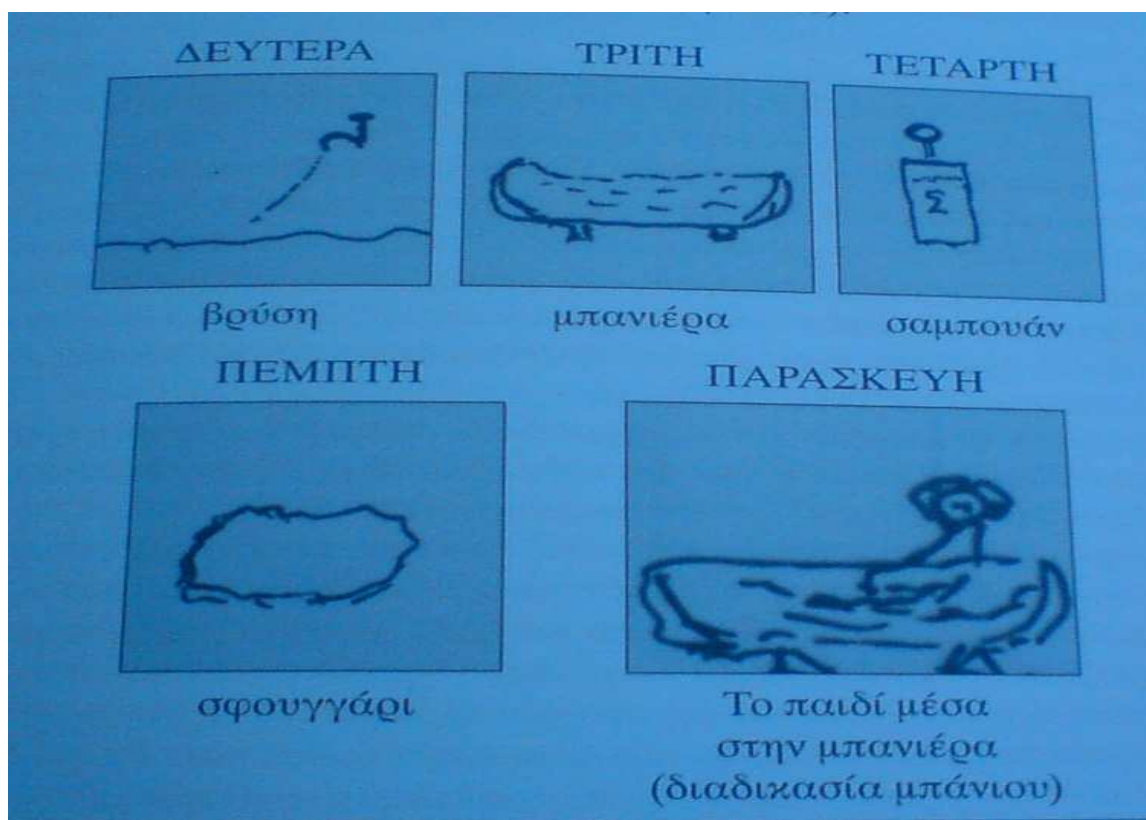 ΔΕΥΤΕΡΑ ΤΡΙΤΗ ΤΕΤΑΡΤΗ
Σ
βρύση μπανιέρα σαμπουάν
ΠΕΜΠΤΗ ΠΑΡΑΣΚΕΥΗ
σφουγγάρι Το παιδί μέσα
στην μπανιέρα
(διαδικασία μπάνιου)